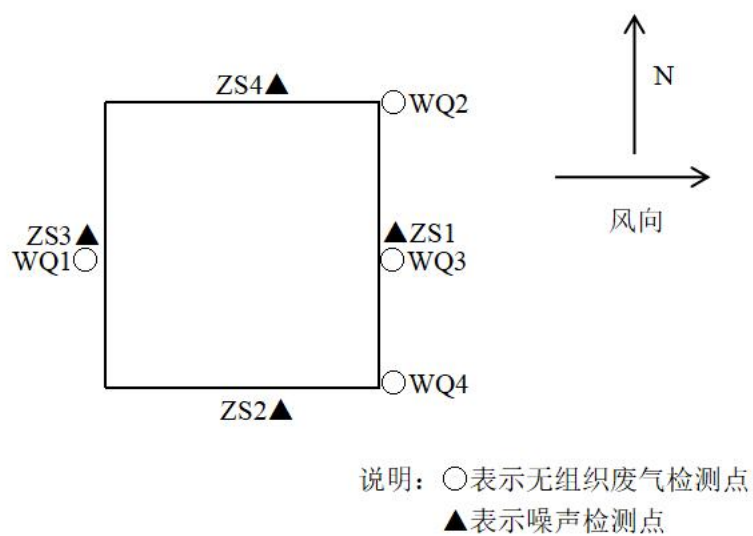 ZS4▲
○WQ2
N
风向
ZS3▲
▲ZS1
WQ1○
○WQ3
○WQ4
ZS2▲
说明：○表示无组织废气检测点
▲表示噪声检测点